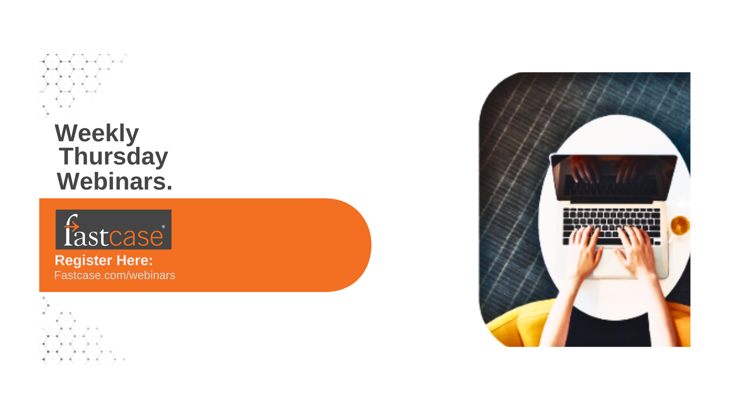 Weekly
Thursday
Webinars.
fastcase
Register Here:
Fastcase.com/webinars